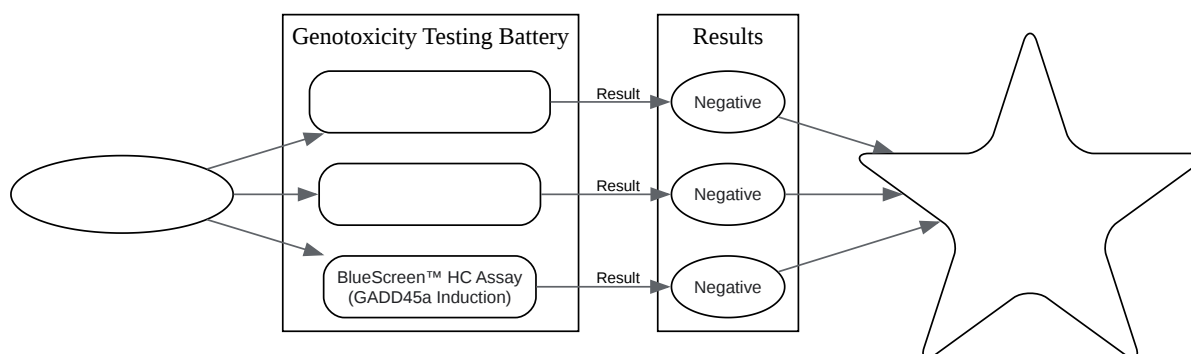 Genotoxicity Testing Battery
Results
Result
Negative
Result
Negative
BlueScreen™ HC Assay
(GADD45a Induction)
Result
Negative